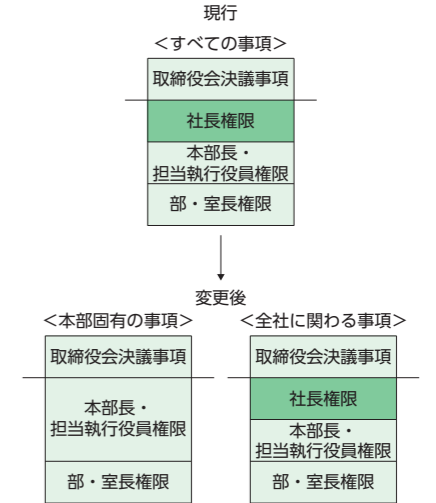 現行
＜すべての事項＞
取締役会決議事項
社長権限
本部長・
担当執行役員権限
部・室長権限
変更後
＜本部固有の事項＞
取締役会決議事項
本部長・
担当執行役員権限
部・室長権限
＜全社に関わる事項＞
取締役会決議事項
社長権限
本部長・
担当執行役員権限
部・室長権限